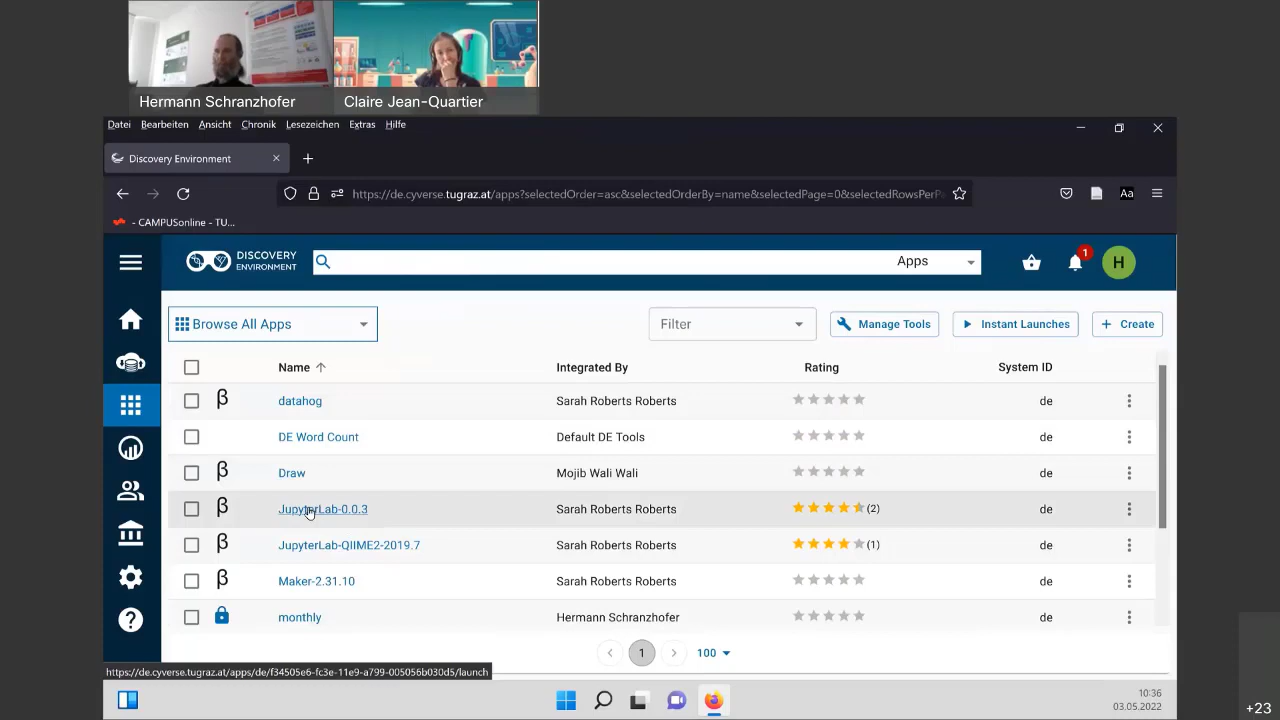 Hermann Schranzhofer
Claire Jean-Quartier
Datei Bearbeiten Ansicht Chronik Lesezeichen Extras Hilfe
Discovery Environment
https://de.cyverse.tugraz.at/apps?selectedOrder=asc&selectedOrderBy=name&selectedPage=0&selectedRowsPerP
Aa
- CAMPUSonline - TU...
DISCOVERY
ENVIRONMENT
Apps
1
H
Browse All Apps
Filter
Manage Tools
Instant Launches
Create
Name Integrated By Rating System ID
β datahog Sarah Roberts Roberts de
DE Word Count Default DE Tools de
β Draw Mojib Wali Wali de
β JupyterLab-0.0.3 Sarah Roberts Roberts (2) de
β JupyterLab-QIIME2-2019.7 Sarah Roberts Roberts (1) de
β Maker-2.31.10 Sarah Roberts Roberts de
monthly Hermann Schranzhofer de
1 100
https://de.cyverse.tugraz.at/apps/de/f34505e6-fc3e-11e9-a799-005056b030d5/launch
10:36
03.05.2022
+23